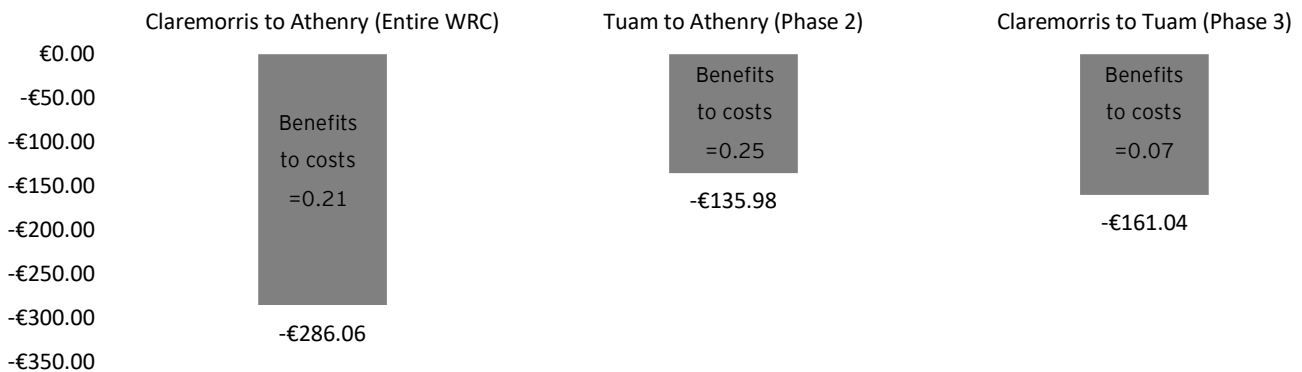 Claremorris to Athenry (Entire WRC)
Tuam to Athenry (Phase 2)
Claremorris to Tuam (Phase 3)
€0.00
-€50.00
-€100.00
-€150.00
-€200.00
-€250.00
-€300.00
-€350.00
Benefits
to costs
=0.21
-€286.06
Benefits
to costs
=0.25
-€135.98
Benefits
to costs
=0.07
-€161.04